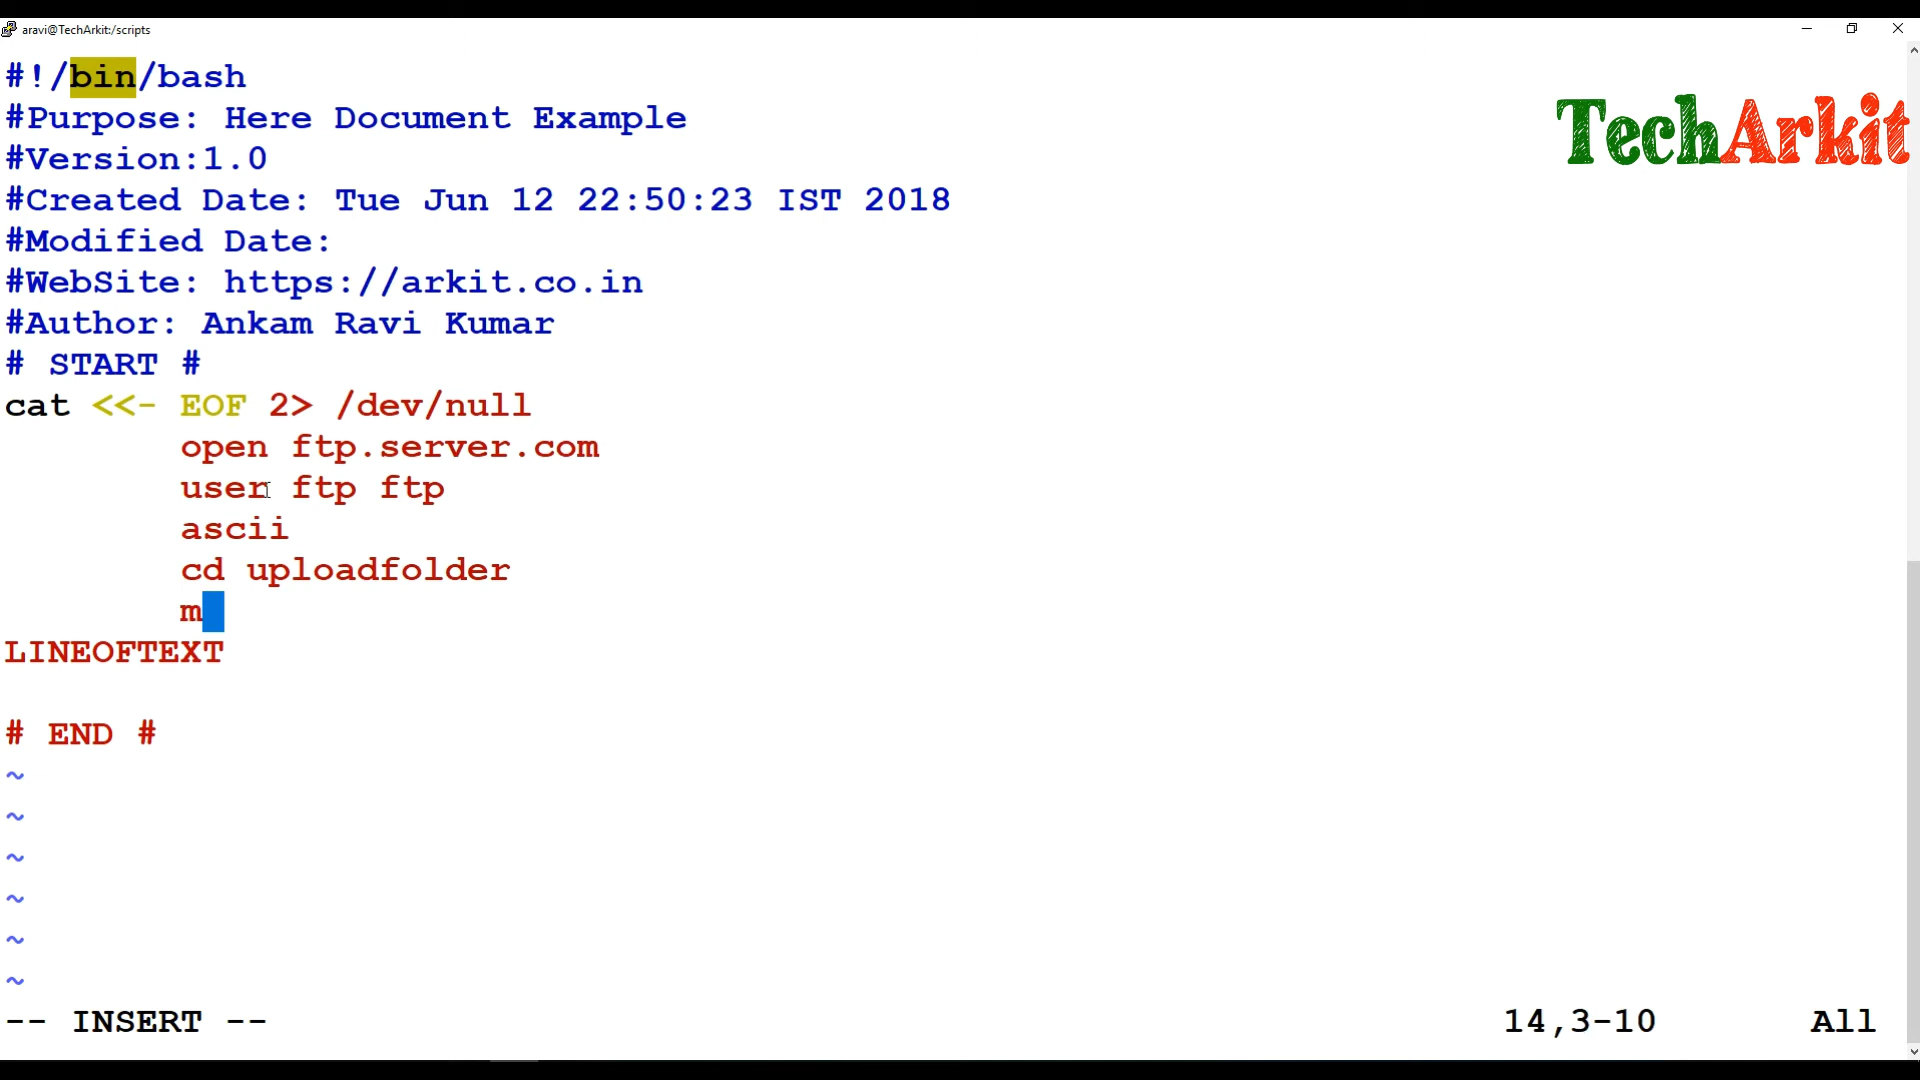 aravi@TechArkit:/scripts
#!/bin/bash
TechArkit
#Purpose: Here Document Example
#Version:1.0
#Created Date: Tue Jun 12 22:50:23 IST 2018
#Modified Date:
#WebSite: https://arkit.co.in
#Author: Ankam Ravi Kumar
# START #
cat <<- EOF 2> /dev/null
open ftp.server.com
user ftp ftp
ascii
cd uploadfolder
m
LINEOFTEXT
# END #
~
~
~
~
~
~
-- INSERT -- 14,3-10 All